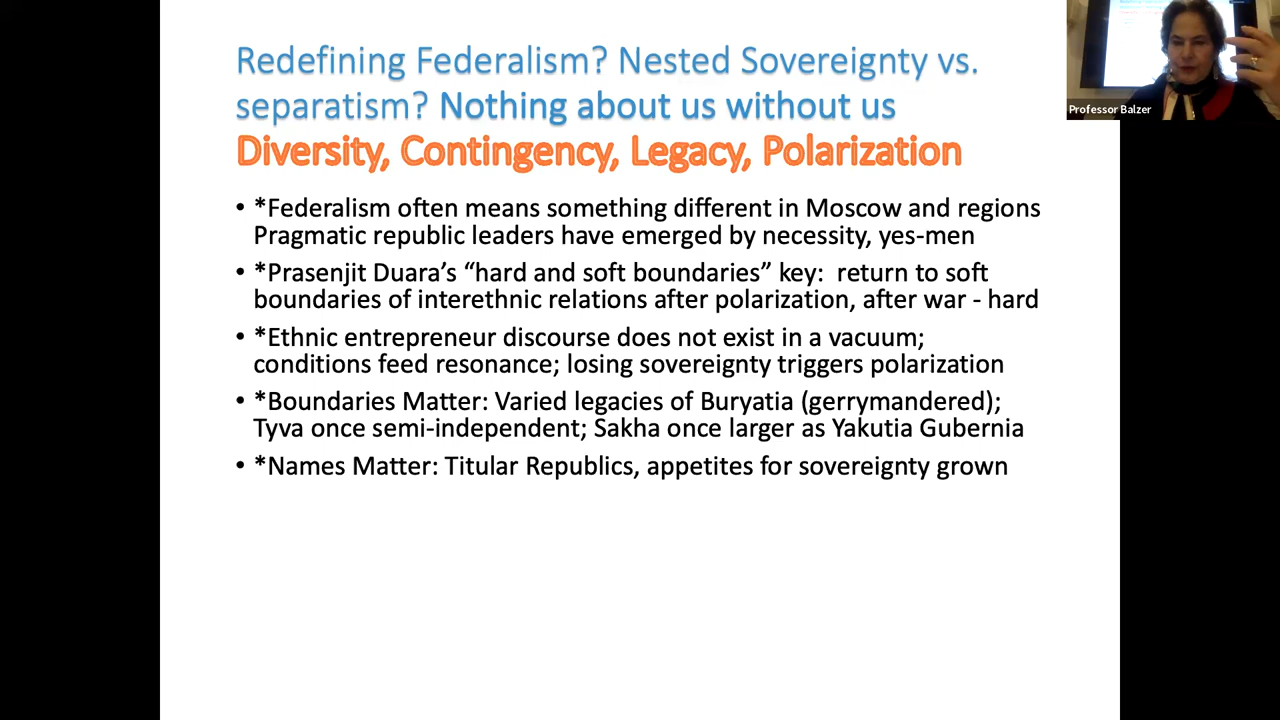 Redefining Federalism? Nested Sovereignty vs.
separatism? Nothing about us without us
Diversity, Contingency, Legacy, Polarization
• *Federalism often means something different in Moscow and regions
Pragmatic republic leaders have emerged by necessity, yes-men
• *Prasenjit Duara’s “hard and soft boundaries” key:  return to soft
boundaries of interethnic relations after polarization, after war - hard
• *Ethnic entrepreneur discourse does not exist in a vacuum;
conditions feed resonance; losing sovereignty triggers polarization
• *Boundaries Matter: Varied legacies of Buryatia (gerrymandered);
Tyva once semi-independent; Sakha once larger as Yakutia Gubernia
• *Names Matter: Titular Republics, appetites for sovereignty grown
Professor Balzer